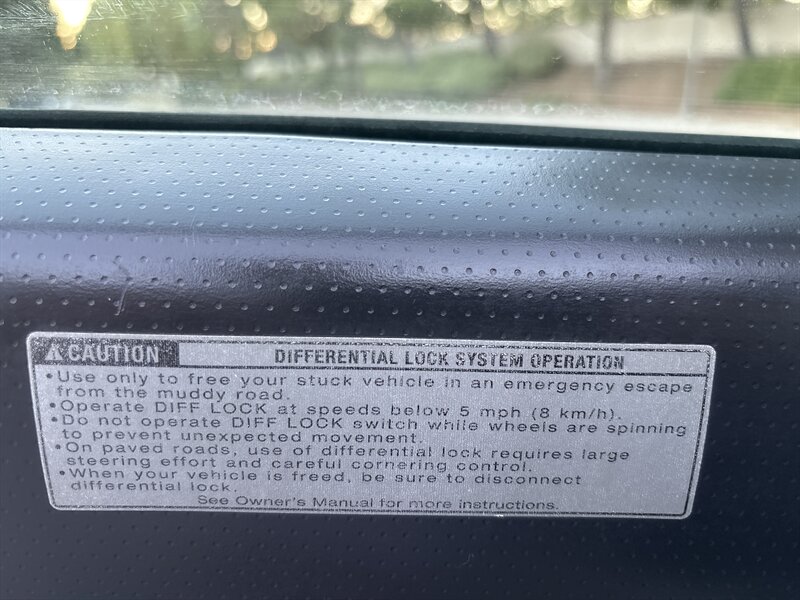 CAUTION DIFFERENTIAL LOCK SYSTEM OPERATION
•Use only to free your stuck vehicle in an emergency escape
from the muddy road.
•Operate DIFF LOCK at speeds below 5 mph (8 km/h).
•Do not operate DIFF LOCK switch while wheels are spinning
to prevent unexpected movement.
•On paved roads, use of differential lock requires large
steering effort and careful cornering control.
•When your vehicle is freed, be sure to disconnect
differential lock.
See Owner's Manual for more instructions.